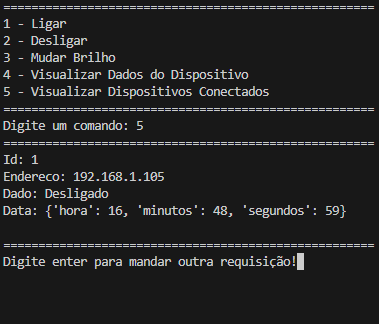 =====================================================
1 - Ligar
2 - Desligar
3 - Mudar Brilho
4 - Visualizar Dados do Dispositivo
5 - Visualizar Dispositivos Conectados
=====================================================
Digite um comando: 5
=====================================================
Id: 1
Endereco: 192.168.1.105
Dado: Desligado
Data: {'hora': 16, 'minutos': 48, 'segundos': 59}
=====================================================
Digite enter para mandar outra requisição!